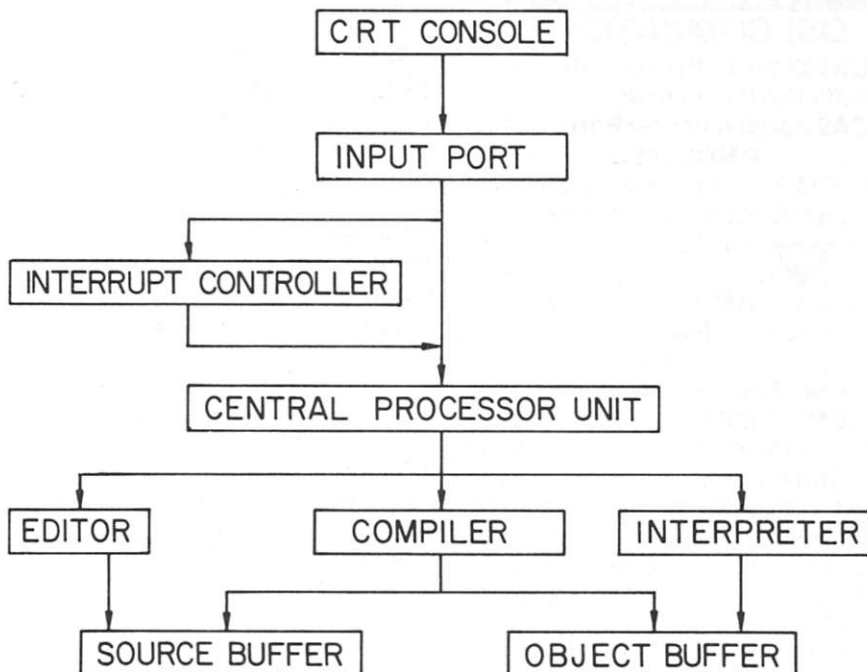 CRT CONSOLE
INPUT PORT
INTERRUPT CONTROLLER
CENTRAL PROCESSOR UNIT
EDITOR
COMPILER
INTERPRETER
SOURCE BUFFER
OBJECT BUFFER